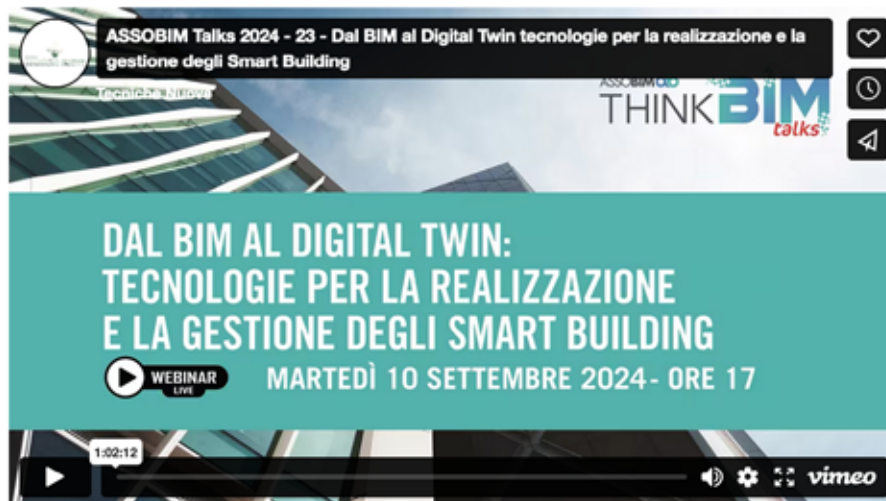 ASSOBIM Talks 2024 - 23 - Dal BIM al Digital Twin tecnologie per la realizzazione e la
gestione degli Smart Building
Tecniche Nuove
ASSOBIM
THINKBIM
talks
DAL BIM AL DIGITAL TWIN:
TECNOLOGIE PER LA REALIZZAZIONE
E LA GESTIONE DEGLI SMART BUILDING
WEBINAR
LIVE
MARTEDÌ 10 SETTEMBRE 2024- ORE 17
1:02:12
vimeo